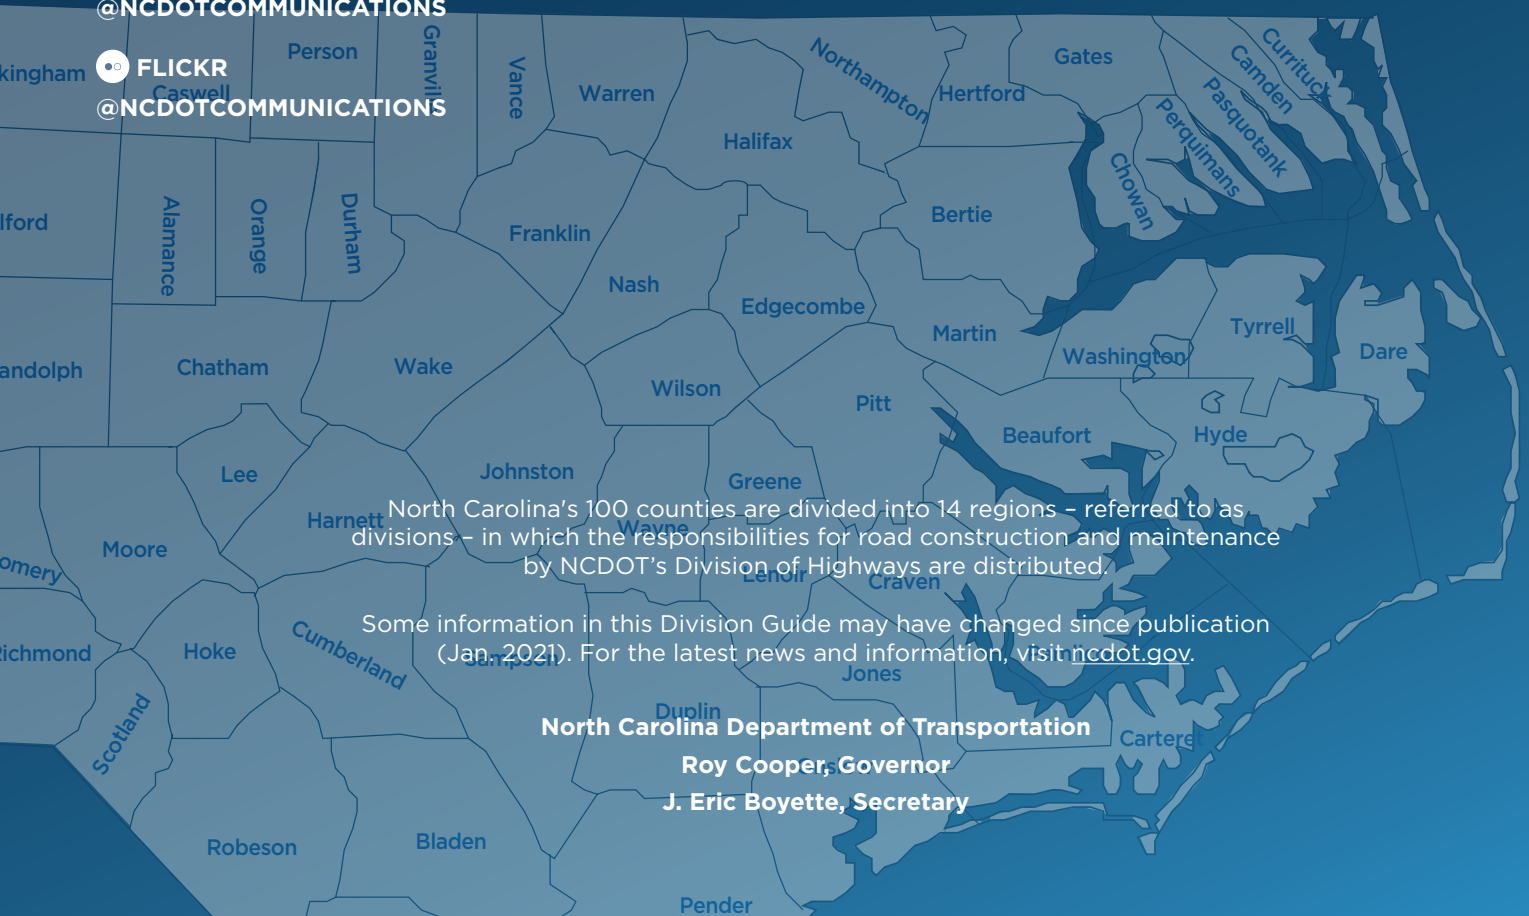 @NCDOTCOMMUNICATIONS
FLICKR
@NCDOTCOMMUNICATIONS
kingham
Caswell
Person
Granvill
Vance
Warren
Halifax
Northampton
Hertford
Gates
Currituck
Camden
Pasquotank
Perquimans
Chowan
lford
Alamance
Orange
Durham
Franklin
Nash
Edgecombe
Bertie
Martin
Washington
Tyrrell
Dare
andolph
Chatham
Wake
Wilson
Pitt
Beaufort
Hyde
Lee
Johnston
Greene
Harnett
Wayne
Moore
omery
Lenoir
Craven
North Carolina's 100 counties are divided into 14 regions – referred to as
divisions – in which the responsibilities for road construction and maintenance
by NCDOT’s Division of Highways are distributed.
Some information in this Division Guide may have changed since publication
(Jan. 2021). For the latest news and information, visit ncdot.gov.
Richmond
Hoke
Cumberland
Sampson
Jones
Scotland
Duplin
Carteret
North Carolina Department of Transportation
Roy Cooper, Governor
J. Eric Boyette, Secretary
Robeson
Bladen
Pender